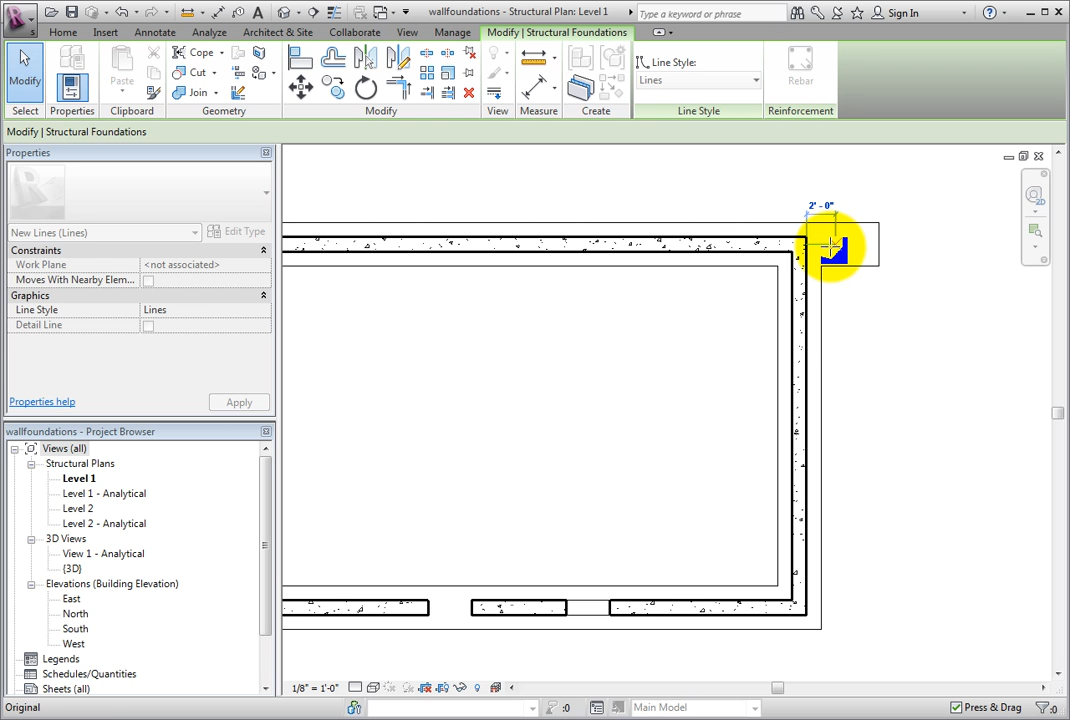 wallfoundations - Structural Plan: Level 1
Type a keyword or phrase
Sign In
Home Insert Annotate Analyze Architect & Site Collaborate View Manage Modify | Structural Foundations
Modify
Paste
Cope
Cut
Join
Line Style:
Lines
Rebar
Select Properties Clipboard Geometry Modify View Measure Create Line Style Reinforcement
Modify | Structural Foundations
Properties
New Lines (Lines)
Edit Type
Constraints
Work Plane <not associated>
Moves With Nearby Elem...
Graphics
Line Style Lines
Detail Line
Properties help
Apply
wallfoundations - Project Browser
Views (all)
Structural Plans
Level 1
Level 1 - Analytical
Level 2
Level 2 - Analytical
3D Views
View 1 - Analytical
{3D}
Elevations (Building Elevation)
East
North
South
West
Legends
Schedules/Quantities
Sheets (all)
2' - 0"
2D
1/8" = 1'-0"
Original
:0
Main Model
Press & Drag
:0